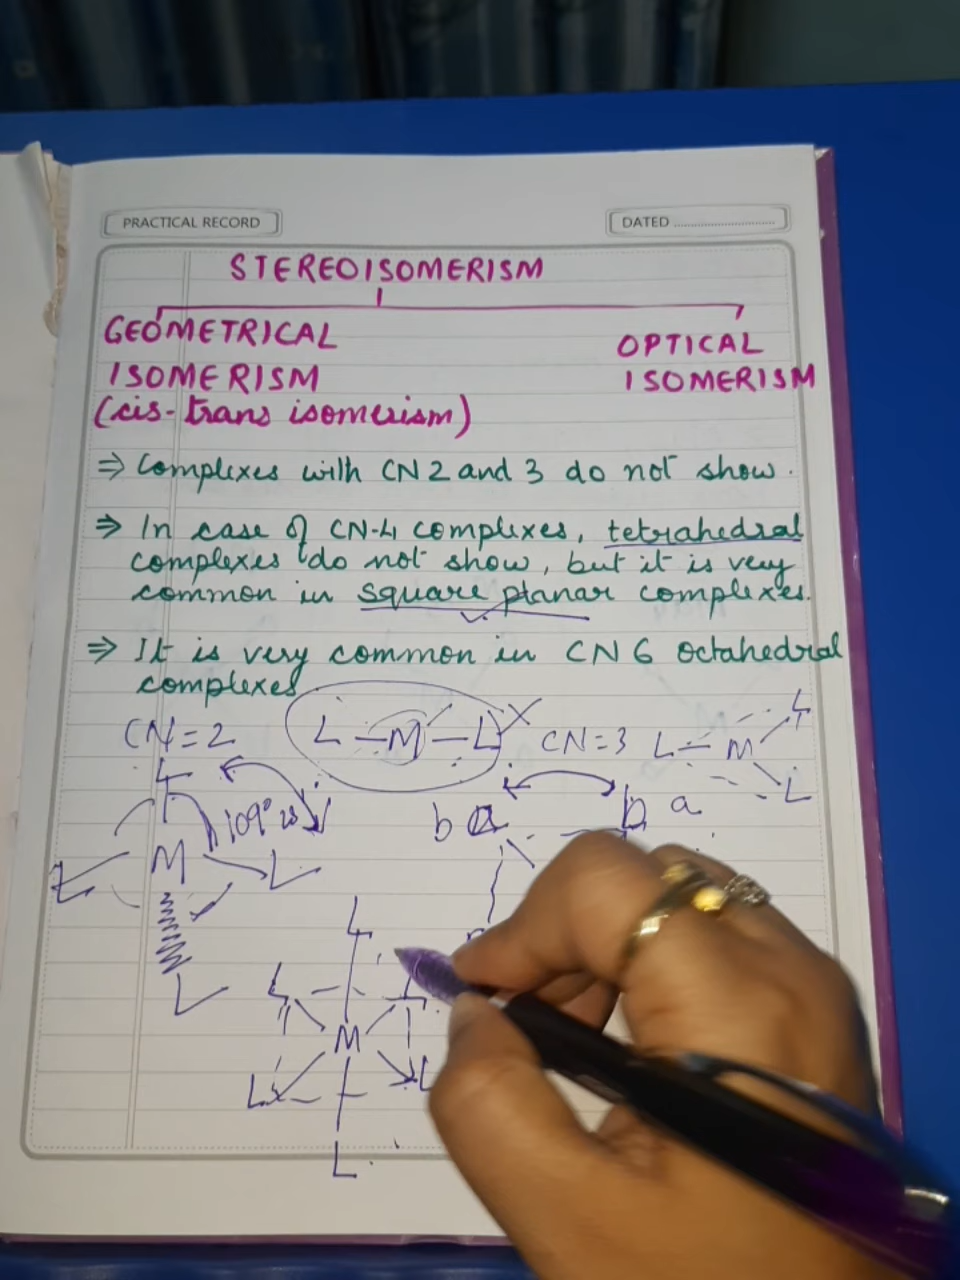 PRACTICAL RECORD
DATED ................................
STEREOISOMERISM
GEOMETRICAL
ISOMERISM
(cis-trans isomerism)
OPTICAL
ISOMERISM
⇒ Complexes with CN 2 and 3 do not show.
⇒ In case of CN-4 complexes, tetrahedral
complexes do not show, but it is very
common in square planar complexes.
⇒ It is very common in CN 6 octahedral
complexes
CN=2
L - M - L
CN=3
L - M
L
L
L
109° 28'
M
L
L
L
b a
b a
L
L
L
M
L
L
L